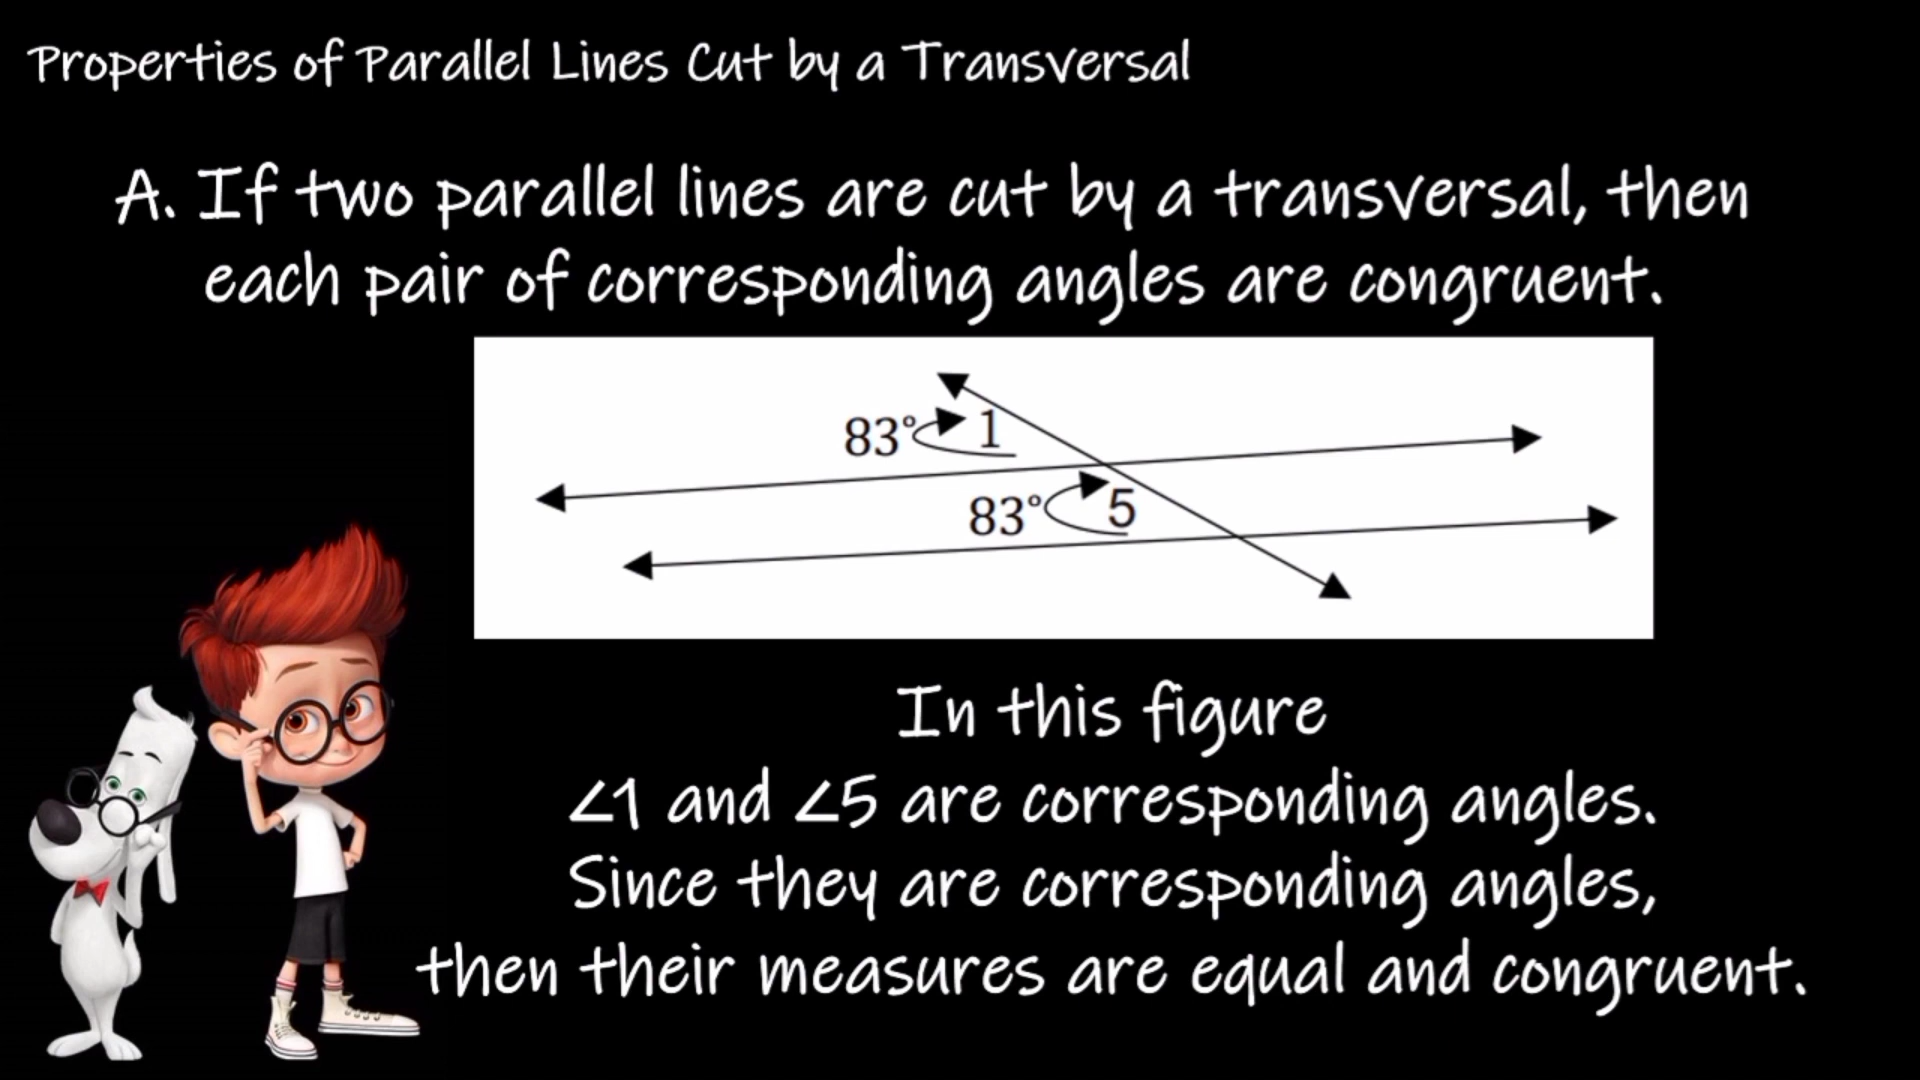 Properties of Parallel Lines Cut by a Transversal
A. If two parallel lines are cut by a transversal, then
each pair of corresponding angles are congruent.
83° 1
83° 5
In this figure
∠1 and ∠5 are corresponding angles.
Since they are corresponding angles,
then their measures are equal and congruent.